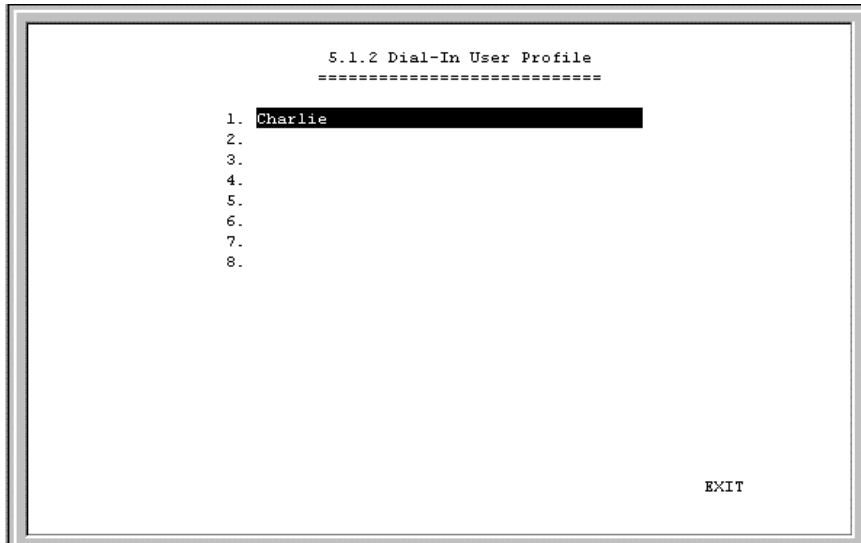 5.1.2 Dial-In User Profile
============================
1. Charlie
2.
3.
4.
5.
6.
7.
8.
EXIT